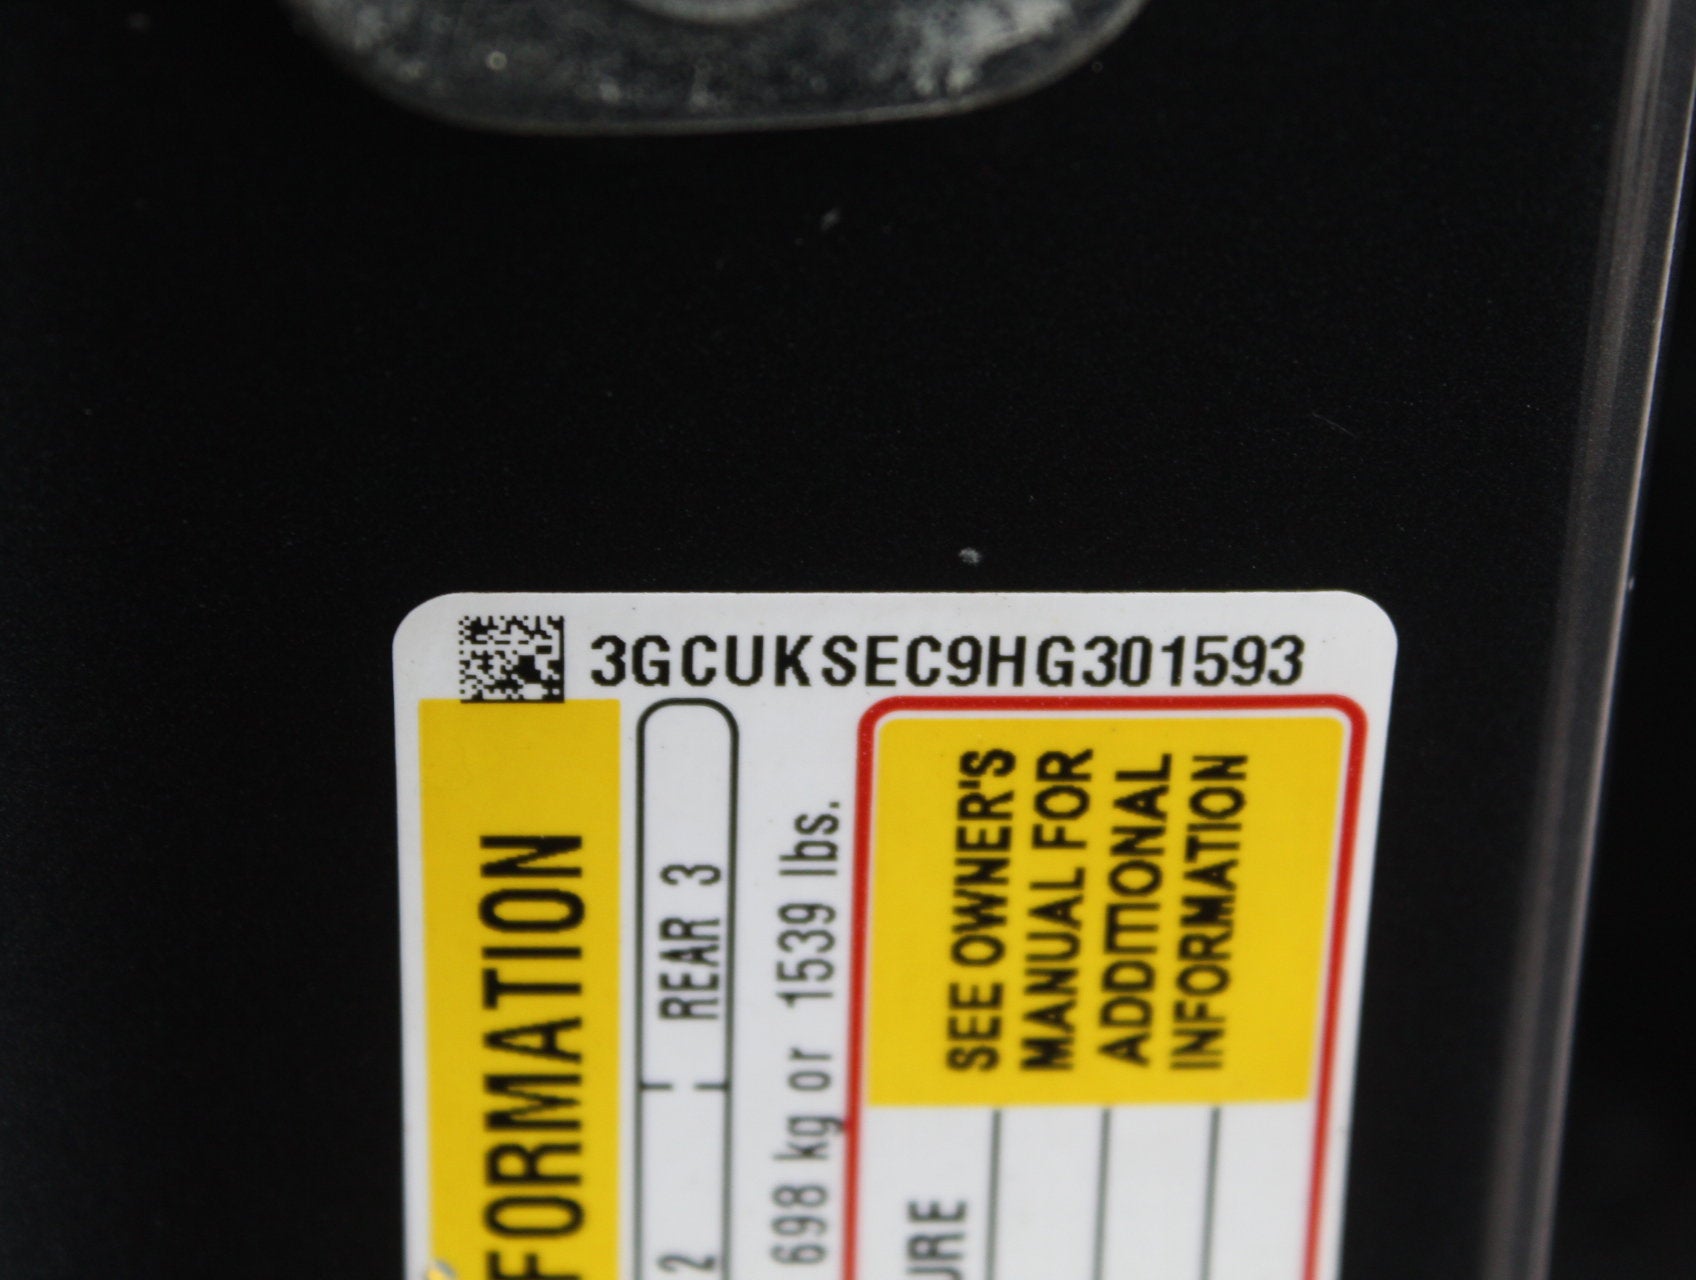 3GCUKSEC9HG301593
FORMATION
2 REAR 3
698 kg or 1539 lbs.
SEE OWNER'S
MANUAL FOR
ADDITIONAL
INFORMATION
URE